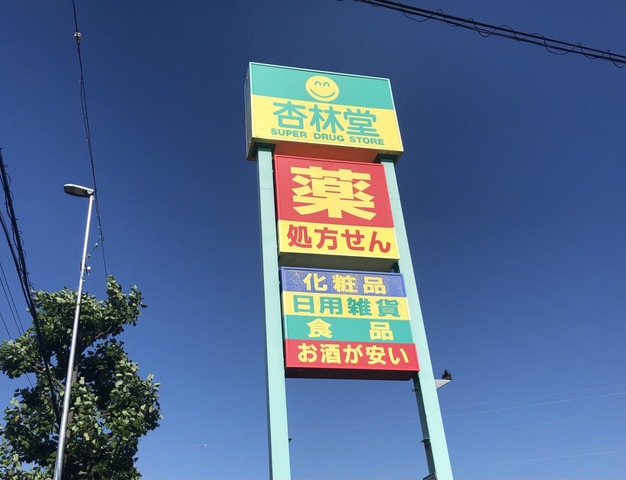 杏林堂
SUPER DRUG STORE
薬
処方せん
化粧品
日用雑貨
食品
お酒が安い